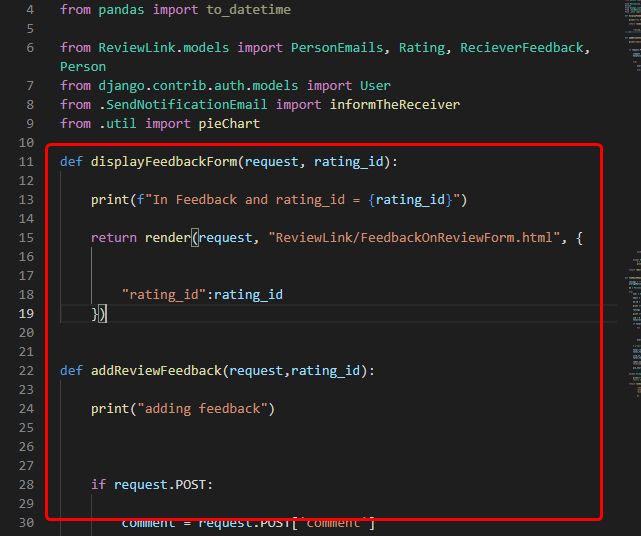 4 from pandas import to_datetime
5
6 from ReviewLink.models import PersonEmails, Rating, RecieverFeedback,
Person
7 from django.contrib.auth.models import User
8 from .SendNotificationEmail import informTheReceiver
9 from .util import pieChart
10
11 def displayFeedbackForm(request, rating_id):
12
13 print(f"In Feedback and rating_id = {rating_id}")
14
15 return render(request, "ReviewLink/FeedbackOnReviewForm.html", {
16
17
18 "rating_id":rating_id
19 })
20
21
22 def addReviewFeedback(request,rating_id):
23
24 print("adding feedback")
25
26
27
28 if request.POST:
29
30 comment = request.POST['comment']